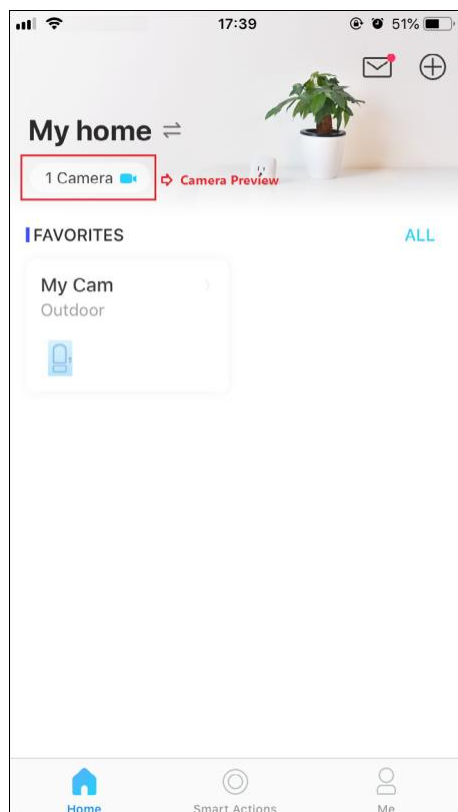 17:39
51%
My home
1 Camera
Camera Preview
FAVORITES
ALL
My Cam
Outdoor
Home
Smart Actions
Me